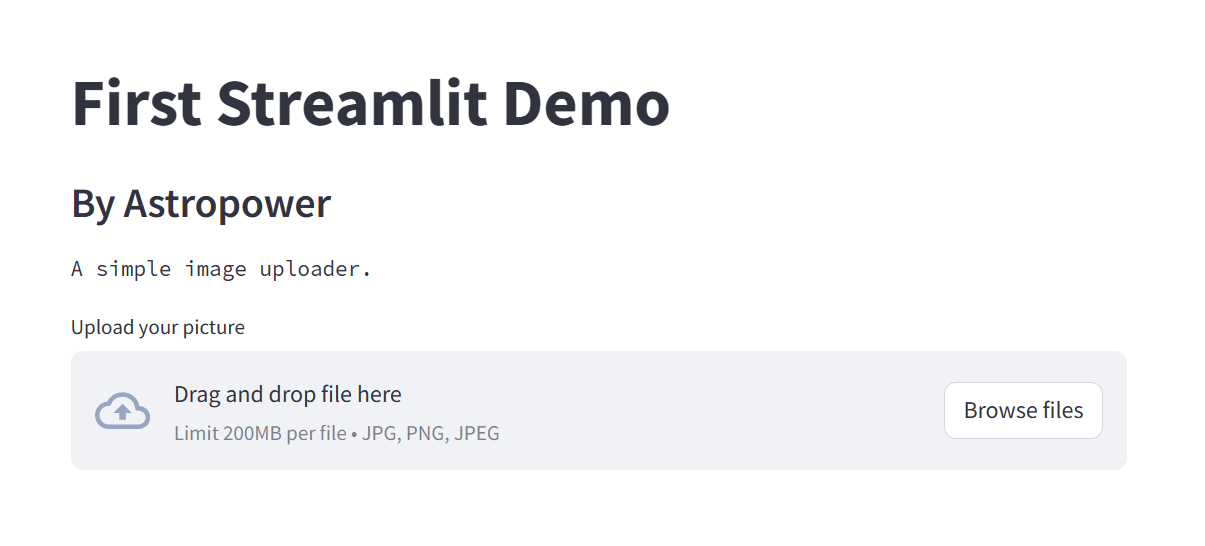 First Streamlit Demo
By Astropower
A simple image uploader.
Upload your picture
Drag and drop file here
Limit 200MB per file • JPG, PNG, JPEG
Browse files